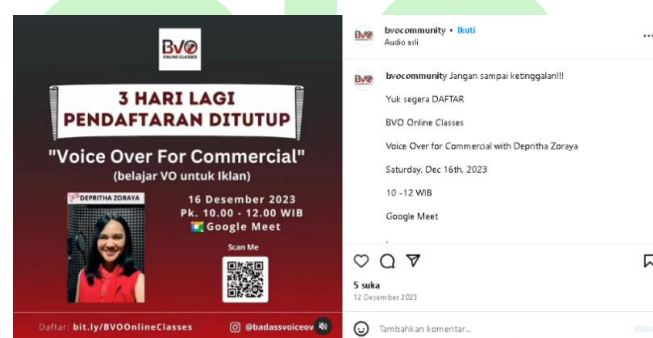 BVO
ONLINE CLASSES
3 HARI LAGI
PENDAFTARAN DITUTUP
"Voice Over For Commercial"
(belajar VO untuk Iklan)
DEPRITHA ZORAYA
16 Desember 2023
Pk. 10.00 - 12.00 WIB
Google Meet
Scan Me
Daftar: bit.ly/BVOOnlineClasses
@badassvoiceov
bvocommunity • Ikuti
Audio asli
bvocommunity Jangan sampai ketinggalan!!!
Yuk segera DAFTAR
BVO Online Classes
Voice Over for Commercial with Depritha Zoraya
Saturday, Dec 16th, 2023
10 -12 WIB
Google Meet
.
5 suka
12 Desember 2023
Tambahkan komentar...